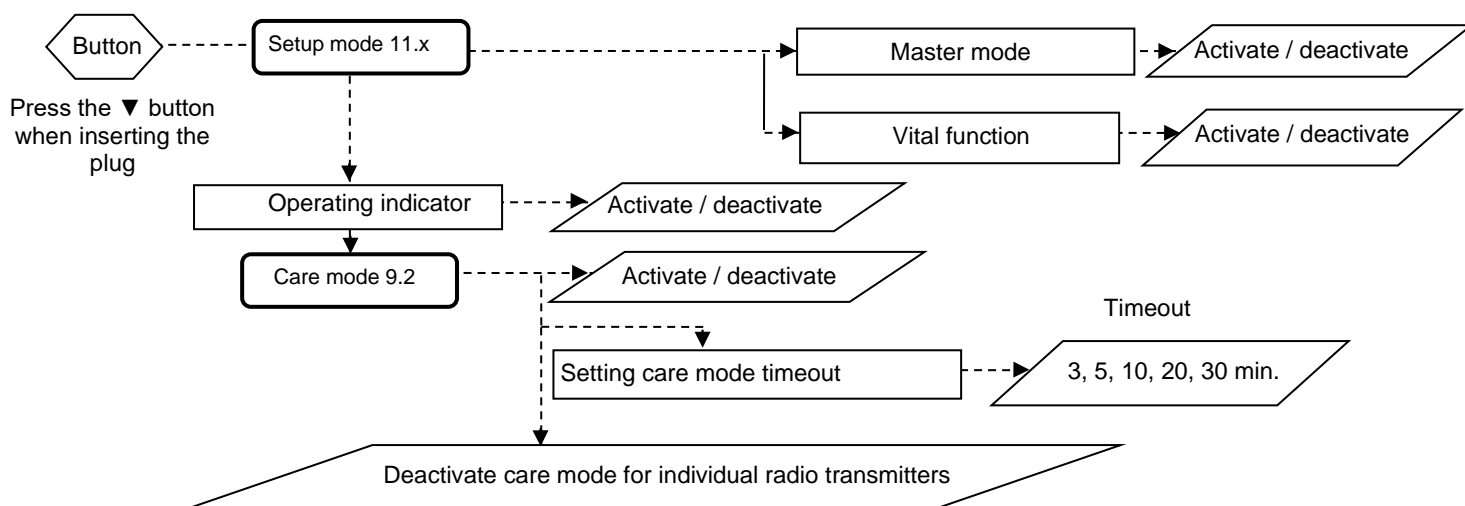 Button
Setup mode 11.x
Master mode
Activate / deactivate
Press the ▼ button
when inserting the
plug
Vital function
Activate / deactivate
Operating indicator
Activate / deactivate
Care mode 9.2
Activate / deactivate
Timeout
Setting care mode timeout
3, 5, 10, 20, 30 min.
Deactivate care mode for individual radio transmitters